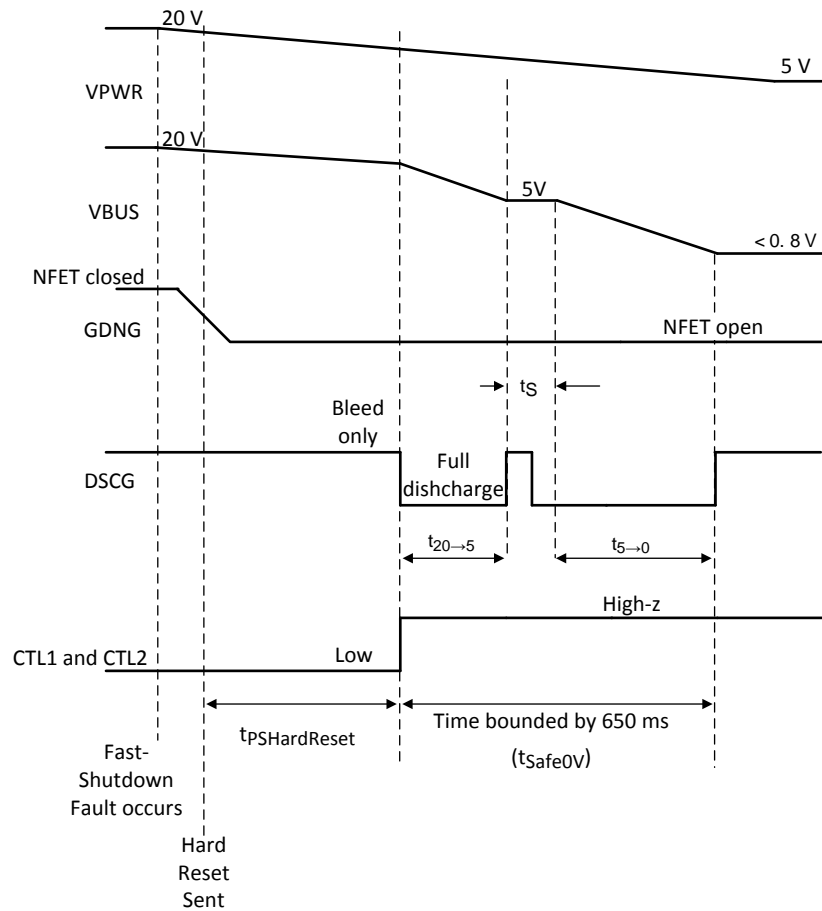 20 V
5 V
VPWR
20 V
5V
VBUS
< 0. 8 V
NFET closed
GDNG
NFET open
tS
Bleed
only
DSCG
Full
dishcharge
t20→5
t5→0
High-z
CTL1 and CTL2
Low
tPSHardReset
Time bounded by 650 ms
(tSafe0V)
Fast-
Shutdown
Fault occurs
Hard
Reset
Sent